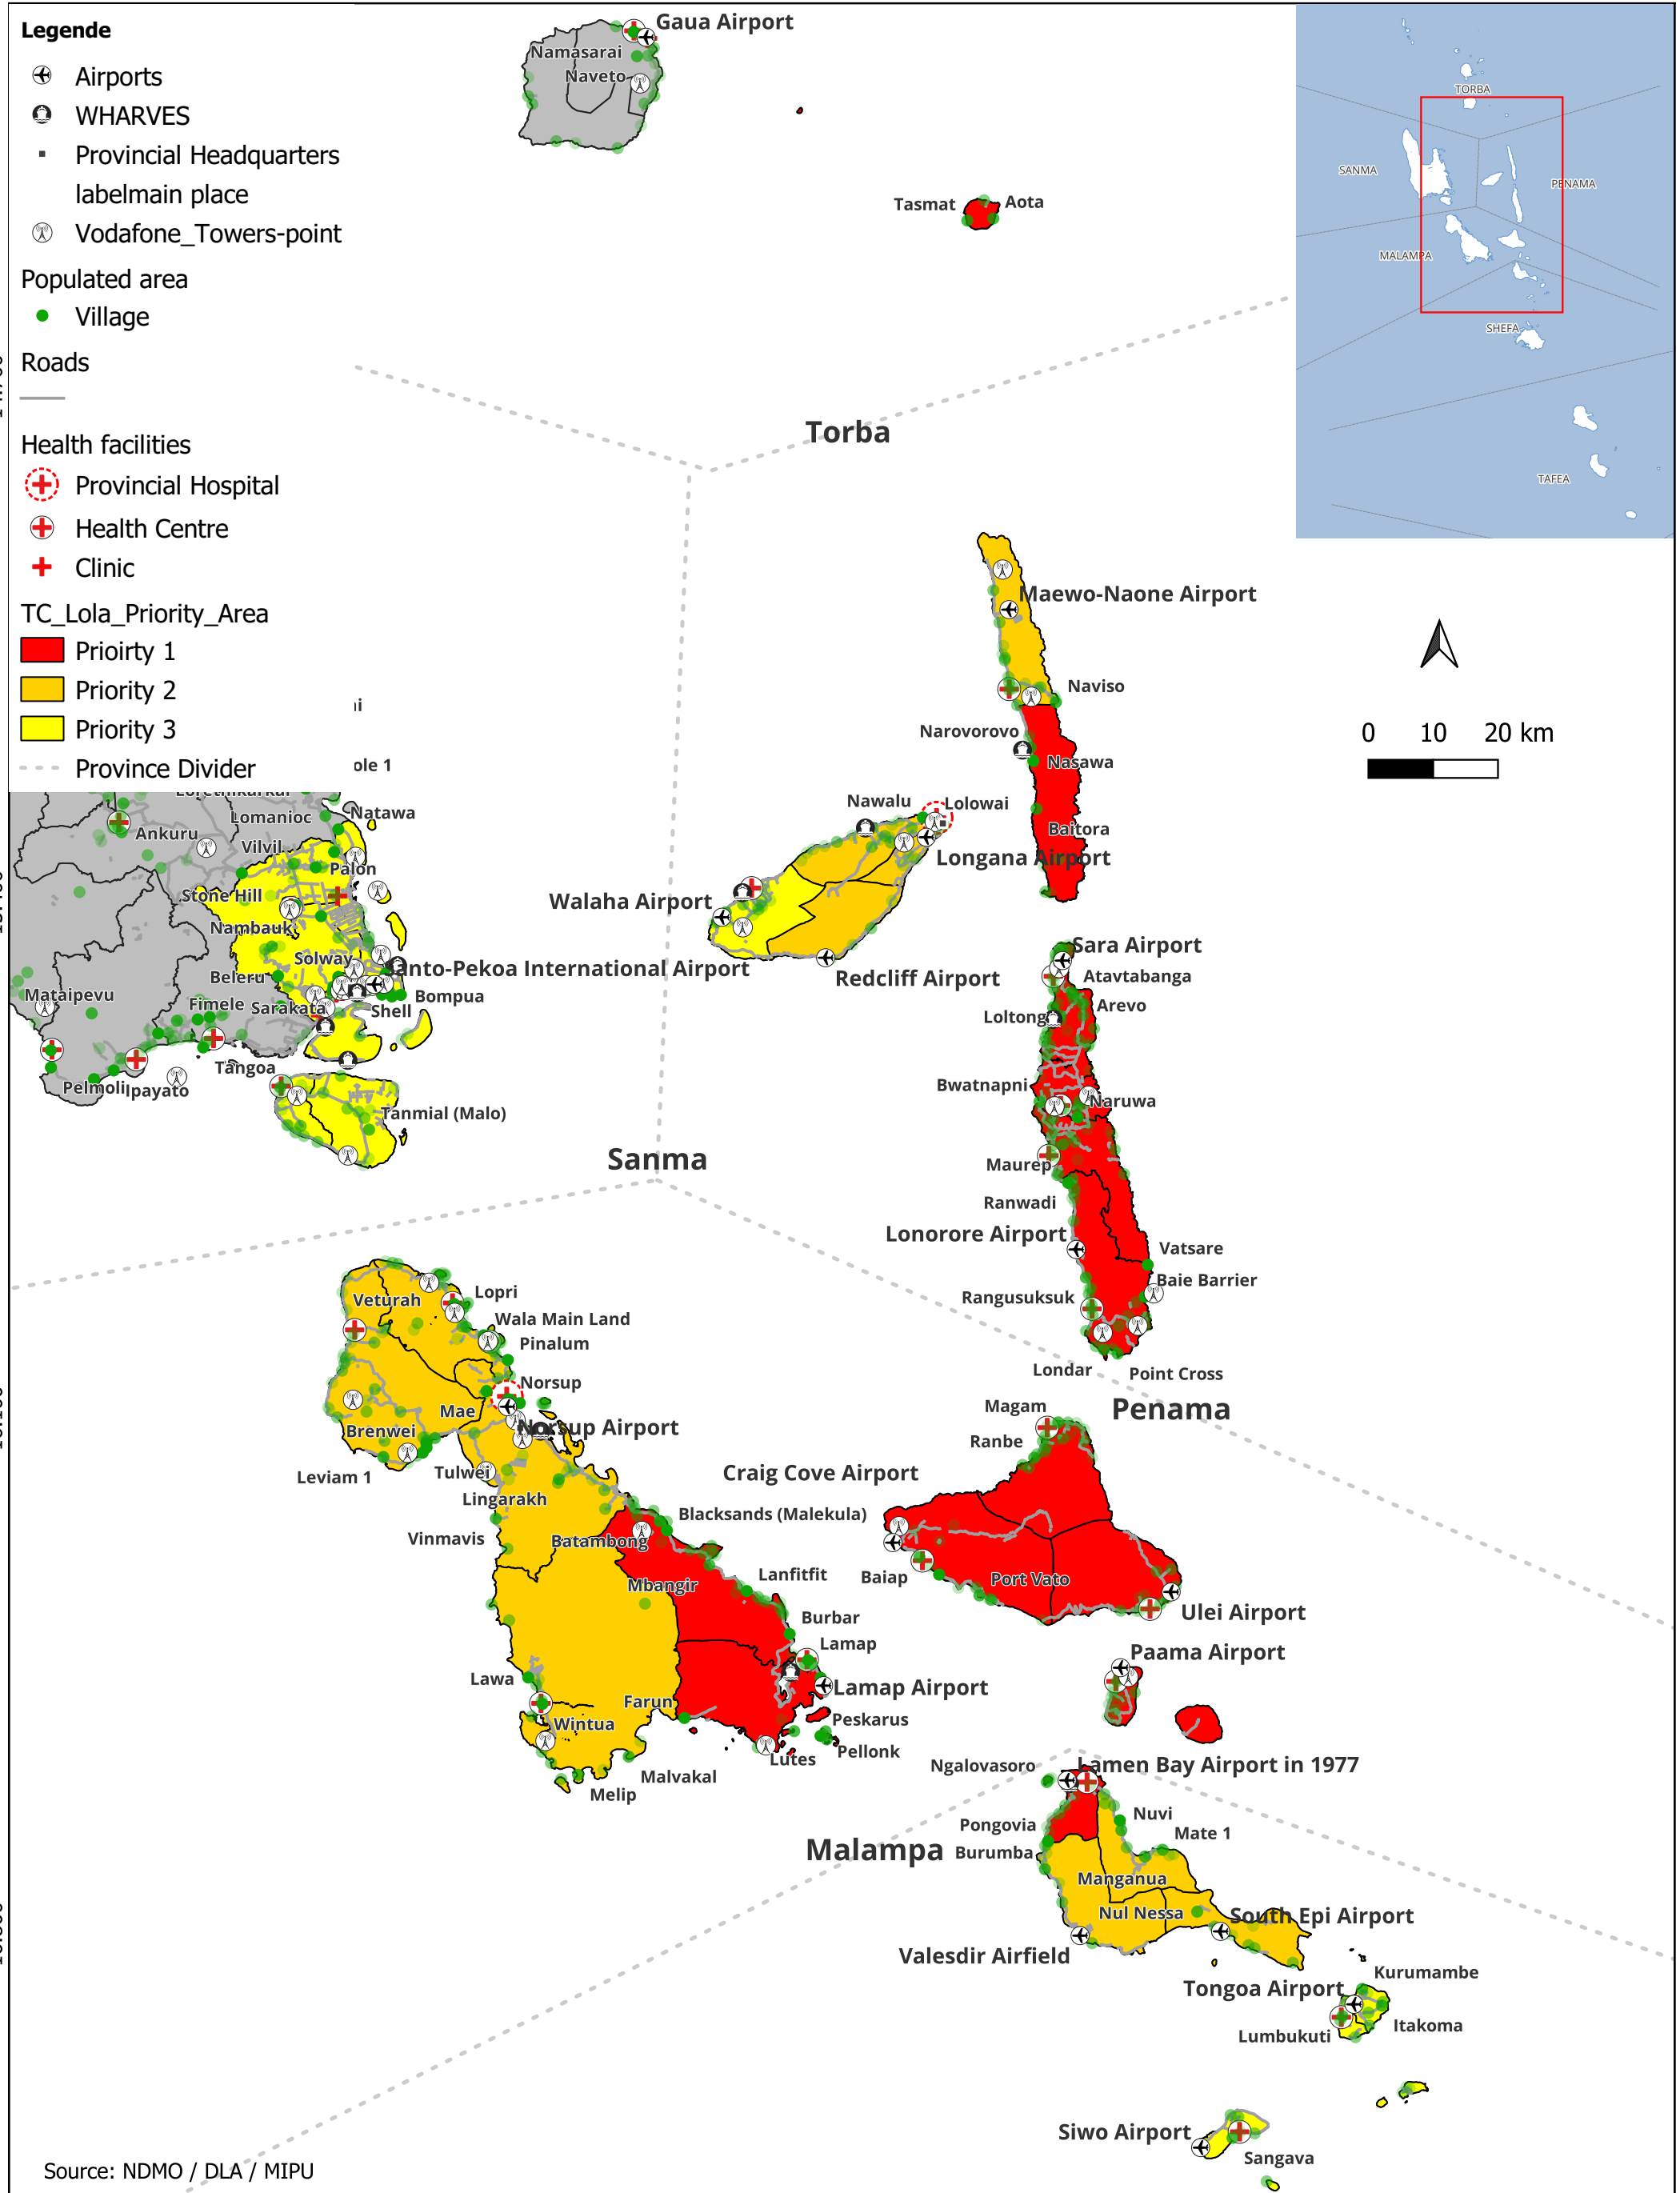 Legende
Airports
WHARVES
Provincial Headquarters
labelmain place
Vodafone_Towers-point
Populated area
Village
Roads
Health facilities
Provincial Hospital
Health Centre
Clinic
TC_Lola_Priority_Area
Prioirty 1
Priority 2
Priority 3
Province Divider
TORBA
SANMA
PENAMA
MALAMPA
SHEFA
TAFEA
0 10 20 km
Gaua Airport
Namasarai
Naveto
Tasmat
Aota
Torba
Maewo-Naone Airport
Naviso
Narovorovo
Nasawa
Baitora
Nawalu
Lolowai
Longana Airport
Walaha Airport
Redcliff Airport
ole 1
Natawa
Lomanioc
Ankuru
Vilvil
Palon
Stone Hill
Nambauk
Solway
Beleru
anto-Pekoa International Airport
Bompua
Mataipevu
Fimele
Sarakata
Shell
Tangoa
Pelmoli
Ipayato
Tanmial (Malo)
Sanma
Sara Airport
Atavtabanga
Arevo
Loltong
Bwatnapni
Naruwa
Maurep
Ranwadi
Lonorore Airport
Vatsare
Baie Barrier
Rangusuksuk
Londar
Point Cross
Penama
Veturah
Lopri
Wala Main Land
Pinalum
Norsup
Mae
Norsup Airport
Brenwei
Leviam 1
Tulwei
Lingarakh
Vinmavis
Batambong
Blacksands (Malekula)
Mbangir
Lanfitfit
Burbar
Lamap
Lamap Airport
Lawa
Farun
Wintua
Peskarus
Pellonk
Lutes
Malvakal
Melip
Magam
Ranbe
Craig Cove Airport
Baiap
Port Vato
Ulei Airport
Paama Airport
Ngalovasoro
Lamen Bay Airport in 1977
Pongovia
Nuvi
Mate 1
Malampa
Burumba
Manganua
Nul Nessa
South Epi Airport
Valesdir Airfield
Kurumambe
Tongoa Airport
Lumbukuti
Itakoma
Siwo Airport
Sangava
Source: NDMO / DLA / MIPU